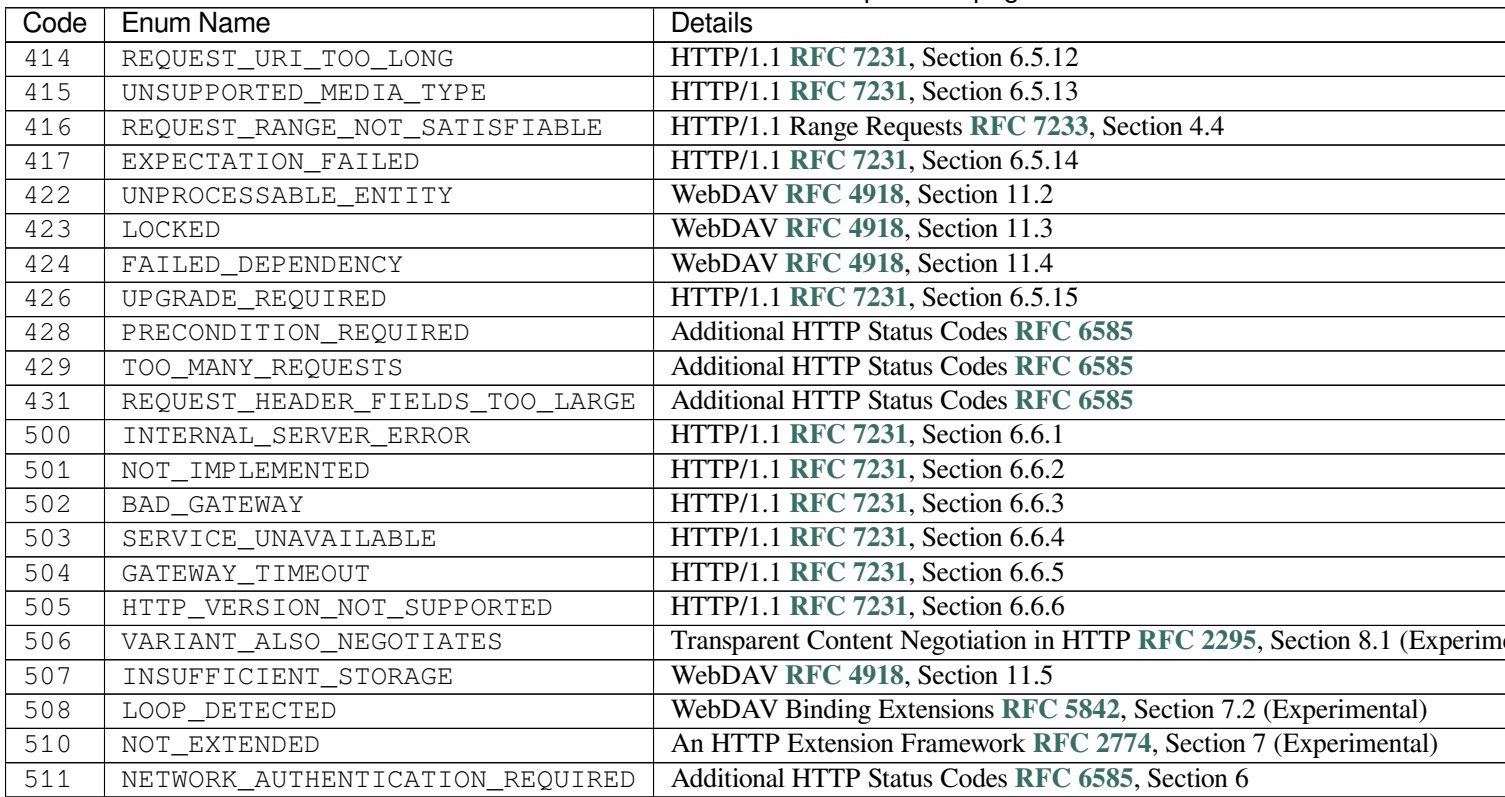 Code Enum Name Details
414 REQUEST_URI_TOO_LONG HTTP/1.1 RFC 7231, Section 6.5.12
415 UNSUPPORTED_MEDIA_TYPE HTTP/1.1 RFC 7231, Section 6.5.13
416 REQUEST_RANGE_NOT_SATISFIABLE HTTP/1.1 Range Requests RFC 7233, Section 4.4
417 EXPECTATION_FAILED HTTP/1.1 RFC 7231, Section 6.5.14
422 UNPROCESSABLE_ENTITY WebDAV RFC 4918, Section 11.2
423 LOCKED WebDAV RFC 4918, Section 11.3
424 FAILED_DEPENDENCY WebDAV RFC 4918, Section 11.4
426 UPGRADE_REQUIRED HTTP/1.1 RFC 7231, Section 6.5.15
428 PRECONDITION_REQUIRED Additional HTTP Status Codes RFC 6585
429 TOO_MANY_REQUESTS Additional HTTP Status Codes RFC 6585
431 REQUEST_HEADER_FIELDS_TOO_LARGE Additional HTTP Status Codes RFC 6585
500 INTERNAL_SERVER_ERROR HTTP/1.1 RFC 7231, Section 6.6.1
501 NOT_IMPLEMENTED HTTP/1.1 RFC 7231, Section 6.6.2
502 BAD_GATEWAY HTTP/1.1 RFC 7231, Section 6.6.3
503 SERVICE_UNAVAILABLE HTTP/1.1 RFC 7231, Section 6.6.4
504 GATEWAY_TIMEOUT HTTP/1.1 RFC 7231, Section 6.6.5
505 HTTP_VERSION_NOT_SUPPORTED HTTP/1.1 RFC 7231, Section 6.6.6
506 VARIANT_ALSO_NEGOTIATES Transparent Content Negotiation in HTTP RFC 2295, Section 8.1
507 INSUFFICIENT_STORAGE WebDAV RFC 4918, Section 11.5
508 LOOP_DETECTED WebDAV Binding Extensions RFC 5842, Section 7.2 (Experimental)
510 NOT_EXTENDED An HTTP Extension Framework RFC 2774, Section 7 (Experimental)
511 NETWORK_AUTHENTICATION_REQUIRED Additional HTTP Status Codes RFC 6585, Section 6